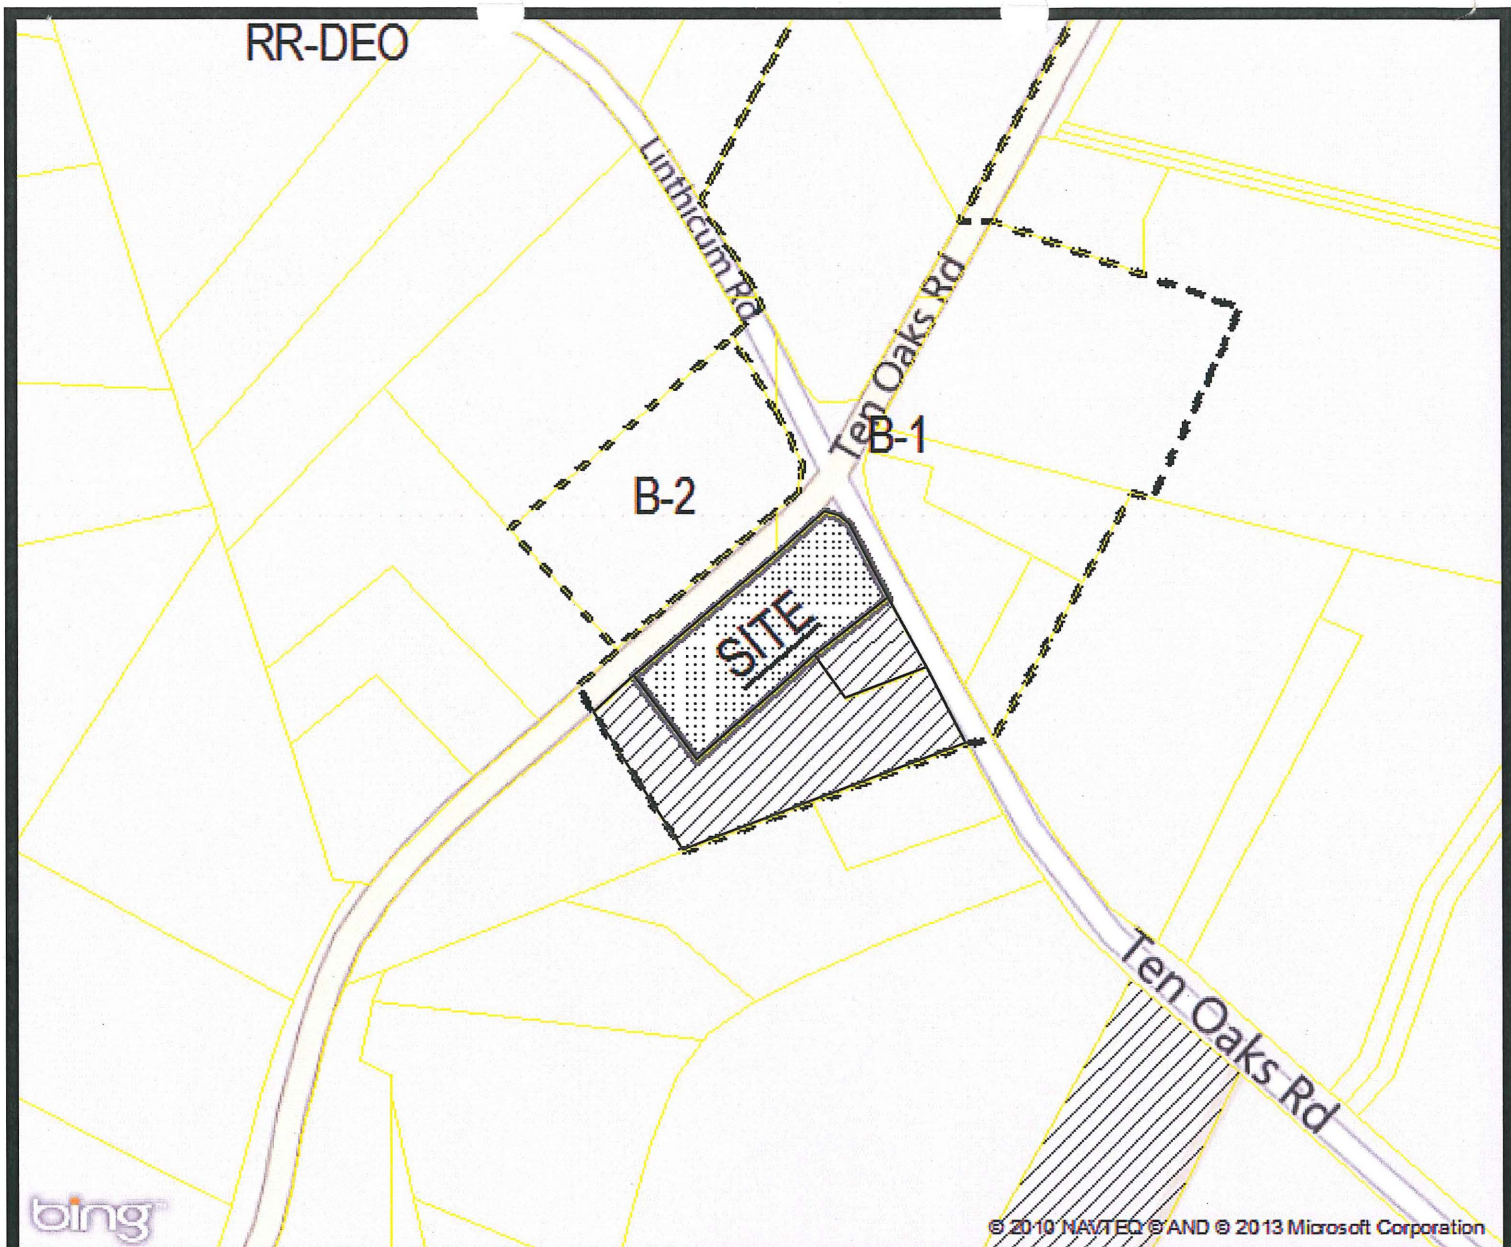 RR-DEO
Linthicum Rd
Ten Oaks Rd
B-1
B-2
SITE
Ten Oaks Rd
bing
© 2010 NAVTEQ © AND © 2013 Microsoft Corporation